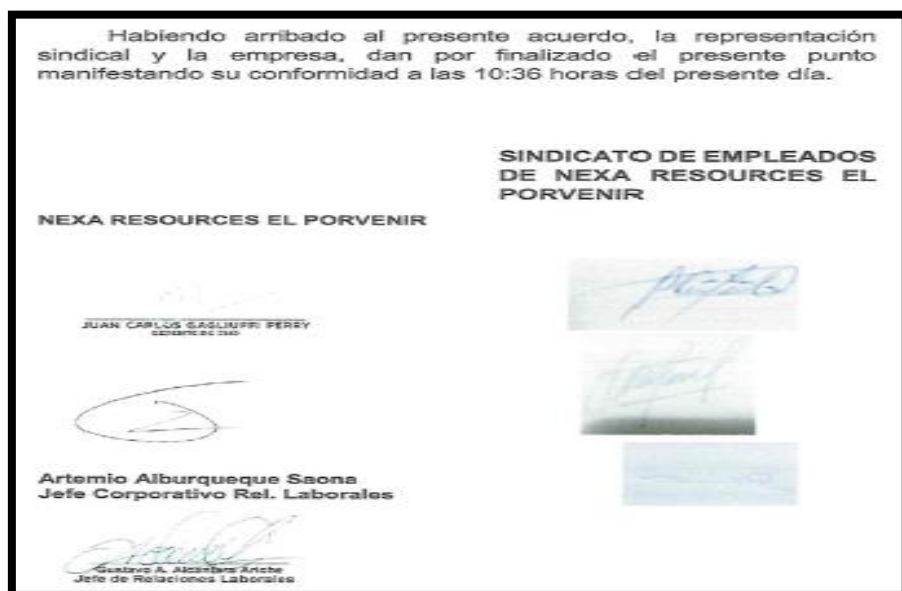 Habiendo arribado al presente acuerdo, la representación
sindical y la empresa, dan por finalizado el presente punto
manifestando su conformidad a las 10:36 horas del presente día.
SINDICATO DE EMPLEADOS
DE NEXA RESOURCES EL
PORVENIR
NEXA RESOURCES EL PORVENIR
JUAN CARLOS GAGLIUFFI PERRY
Artemio Alburqueque Saona
Jefe Corporativo Rel. Laborales
Gustavo A. Alcántara Ariche
Jefe de Relaciones Laborales